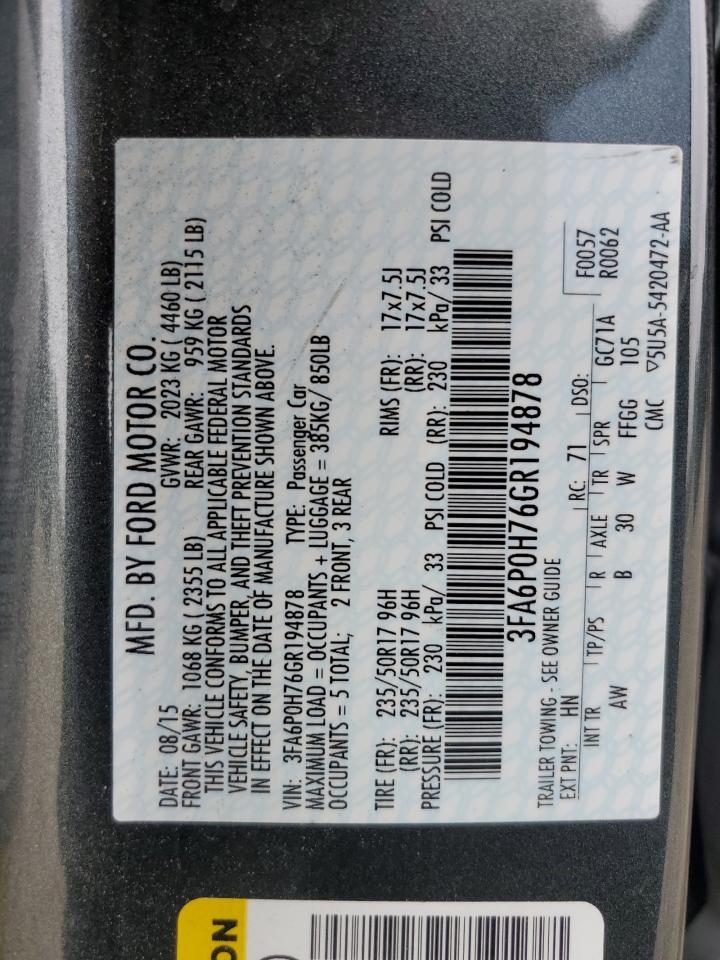 MFD. BY FORD MOTOR CO.
DATE: 08/15 GVWR: 2023 KG ( 4460 LB)
FRONT GAWR: 1068 KG ( 2355 LB) REAR GAWR: 959 KG ( 2115 LB)
THIS VEHICLE CONFORMS TO ALL APPLICABLE FEDERAL MOTOR
VEHICLE SAFETY, BUMPER, AND THEFT PREVENTION STANDARDS
IN EFFECT ON THE DATE OF MANUFACTURE SHOWN ABOVE.
VIN: 3FA6P0H76GR194878 TYPE: Passenger Car
MAXIMUM LOAD = OCCUPANTS + LUGGAGE = 385KG/ 850LB
OCCUPANTS = 5 TOTAL; 2 FRONT, 3 REAR
TIRE (FR): 235/50R17 96H RIMS (FR): 17x7.5J
(RR): 235/50R17 96H (RR): 17x7.5J
PRESSURE (FR): 230 kPa/ 33 PSI COLD (RR): 230 kPa/ 33 PSI COLD
3FA6P0H76GR194878
TRAILER TOWING - SEE OWNER GUIDE F0057
EXT PNT: HN RC: 71 DSO: R0062
INT TR TP/PS R AXLE TR SPR GC71A
AW B 30 W FFGG 105
CMC ▽5U5A-5420472-AA
ON